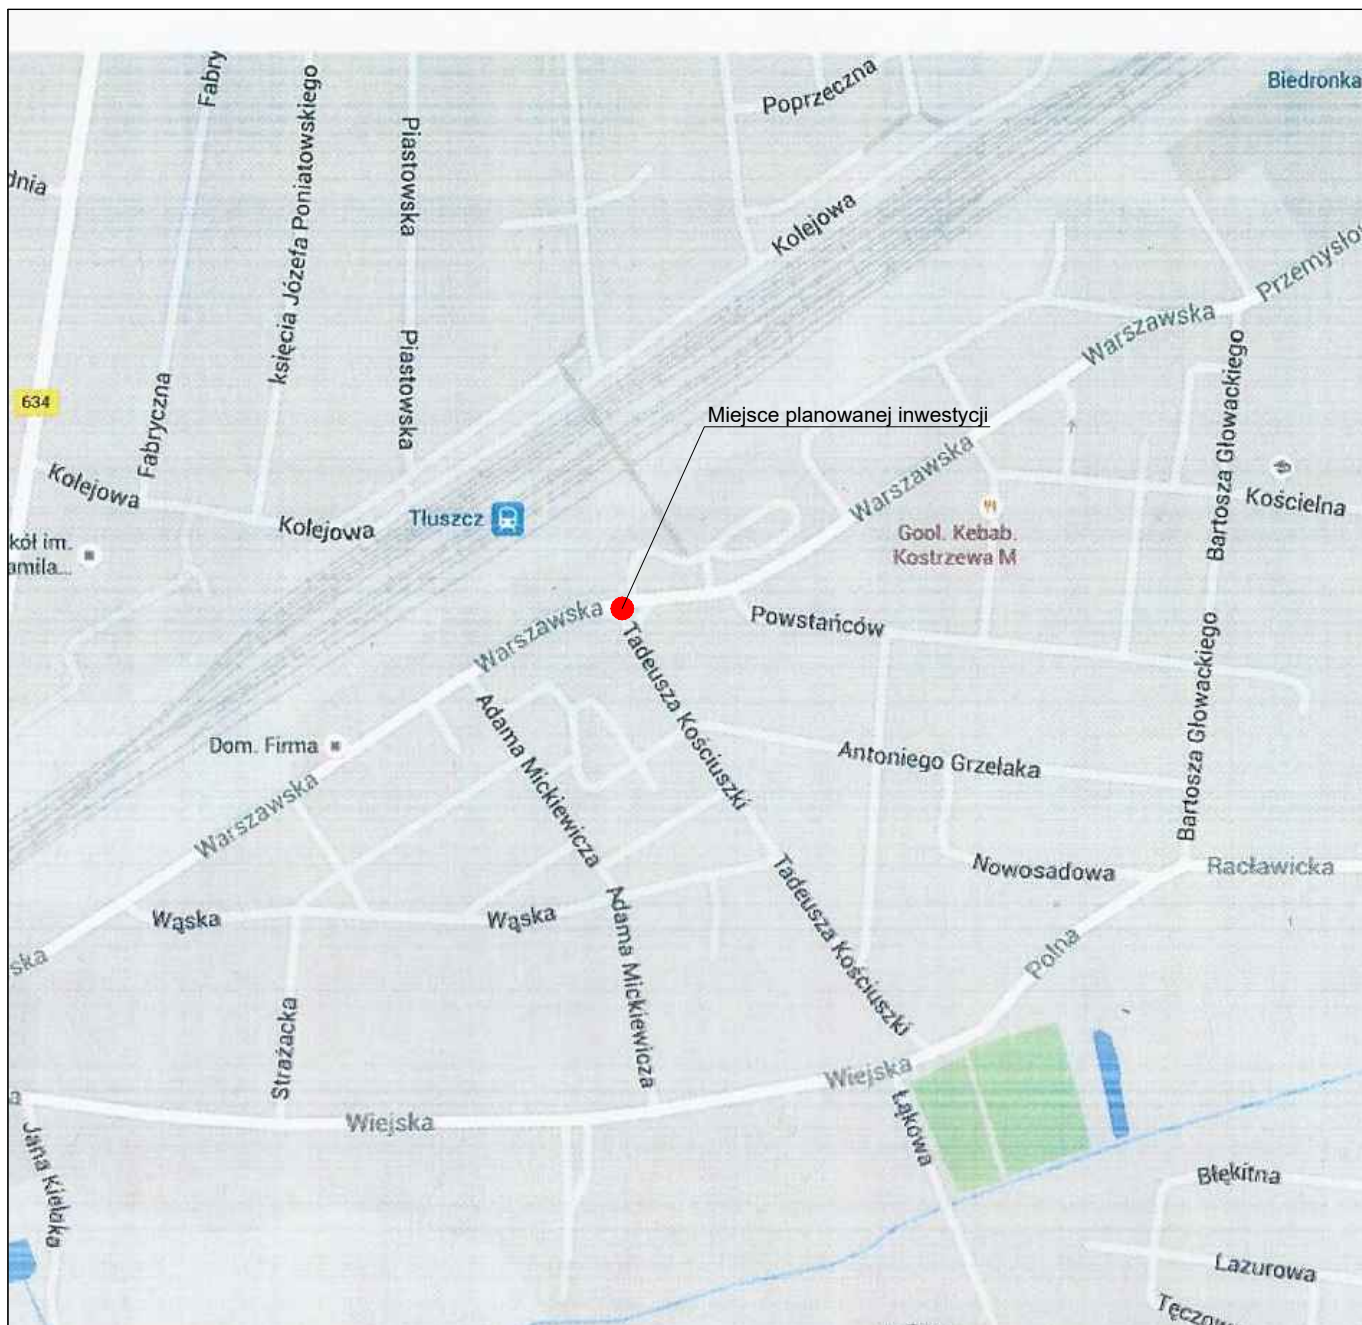 Fabry
Poprzeczna
Biedronka
księcia Józefa Poniatowskiego
Piastowska
dnia
Kolejowa
Przemysło
Warszawska
Piastowska
Bartosza Głowackiego
634
Fabryczna
Miejsce planowanej inwestycji
Kolejowa
Warszawska
Kościelna
Tłuszcz
Kolejowa
Gool. Kebab.
Kostrzewa M
kół im.
amila...
Warszawska
Powstańców
Tadeusza Kościuszki
Bartosza Głowackiego
Adama Mickiewicza
Dom. Firma
Antoniego Grzelaka
Warszawska
Nowosadowa
Racławicka
Tadeusza Kościuszki
Wąska
Wąska
Adama Mickiewicza
ska
Polna
Strażacka
Wiejska
a
Wiejska
Łąkowa
Jana Kielaka
Błękitna
Lazurowa
Tęczow